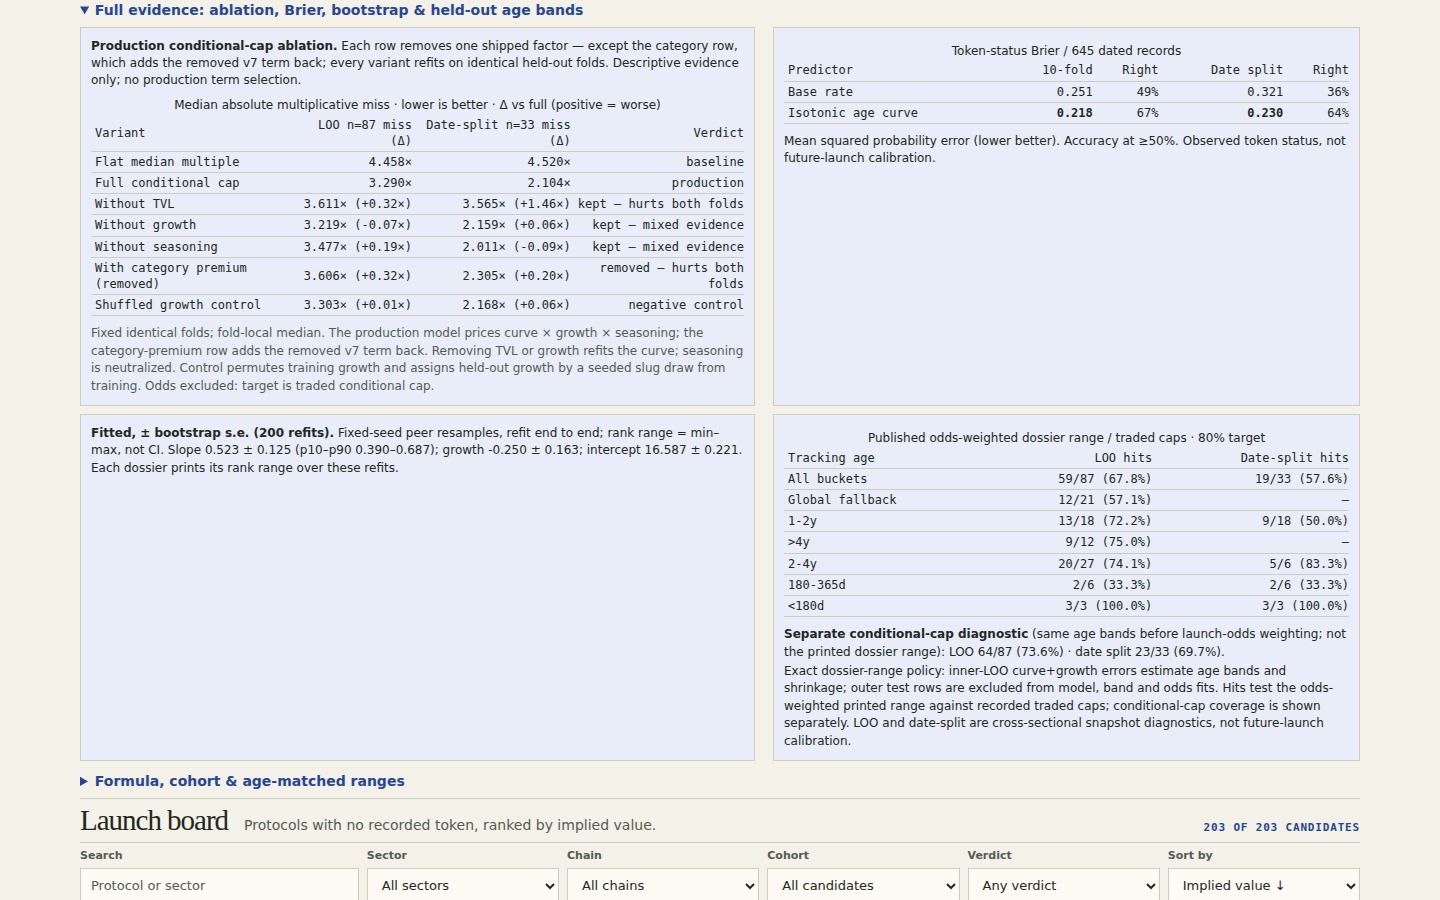 ▼ Full evidence: ablation, Brier, bootstrap & held-out age bands
Production conditional-cap ablation. Each row removes one shipped factor — except the category row,
which adds the removed v7 term back; every variant refits on identical held-out folds. Descriptive evidence
only; no production term selection.
Median absolute multiplicative miss · lower is better · Δ vs full (positive = worse)
Variant LOO n=87 miss (Δ) Date-split n=33 miss (Δ) Verdict
Flat median multiple 4.458× 4.520× baseline
Full conditional cap 3.290× 2.104× production
Without TVL 3.611× (+0.32×) 3.565× (+1.46×) kept — hurts both folds
Without growth 3.219× (-0.07×) 2.159× (+0.06×) kept — mixed evidence
Without seasoning 3.477× (+0.19×) 2.011× (-0.09×) kept — mixed evidence
With category premium (removed) 3.606× (+0.32×) 2.305× (+0.20×) removed — hurts both folds
Shuffled growth control 3.303× (+0.01×) 2.168× (+0.06×) negative control
Fixed identical folds; fold-local median. The production model prices curve × growth × seasoning; the
category-premium row adds the removed v7 term back. Removing TVL or growth refits the curve; seasoning
is neutralized. Control permutes training growth and assigns held-out growth by a seeded slug draw from
training. Odds excluded: target is traded conditional cap.
Token-status Brier / 645 dated records
Predictor 10-fold Right Date split Right
Base rate 0.251 49% 0.321 36%
Isotonic age curve 0.218 67% 0.230 64%
Mean squared probability error (lower better). Accuracy at ≥50%. Observed token status, not
future-launch calibration.
Fitted, ± bootstrap s.e. (200 refits). Fixed-seed peer resamples, refit end to end; rank range = min–
max, not CI. Slope 0.523 ± 0.125 (p10–p90 0.390–0.687); growth -0.250 ± 0.163; intercept 16.587 ± 0.221.
Each dossier prints its rank range over these refits.
Published odds-weighted dossier range / traded caps · 80% target
Tracking age LOO hits Date-split hits
All buckets 59/87 (67.8%) 19/33 (57.6%)
Global fallback 12/21 (57.1%) —
1-2y 13/18 (72.2%) 9/18 (50.0%)
>4y 9/12 (75.0%) —
2-4y 20/27 (74.1%) 5/6 (83.3%)
180-365d 2/6 (33.3%) 2/6 (33.3%)
<180d 3/3 (100.0%) 3/3 (100.0%)
Separate conditional-cap diagnostic (same age bands before launch-odds weighting; not
the printed dossier range): LOO 64/87 (73.6%) · date split 23/33 (69.7%).
Exact dossier-range policy: inner-LOO curve+growth errors estimate age bands and
shrinkage; outer test rows are excluded from model, band and odds fits. Hits test the odds-
weighted printed range against recorded traded caps; conditional-cap coverage is shown
separately. LOO and date-split are cross-sectional snapshot diagnostics, not future-launch
calibration.
▶ Formula, cohort & age-matched ranges
Launch board Protocols with no recorded token, ranked by implied value. 203 OF 203 CANDIDATES
Search Sector Chain Cohort Verdict Sort by
Protocol or sector All sectors All chains All candidates Any verdict Implied value ↓